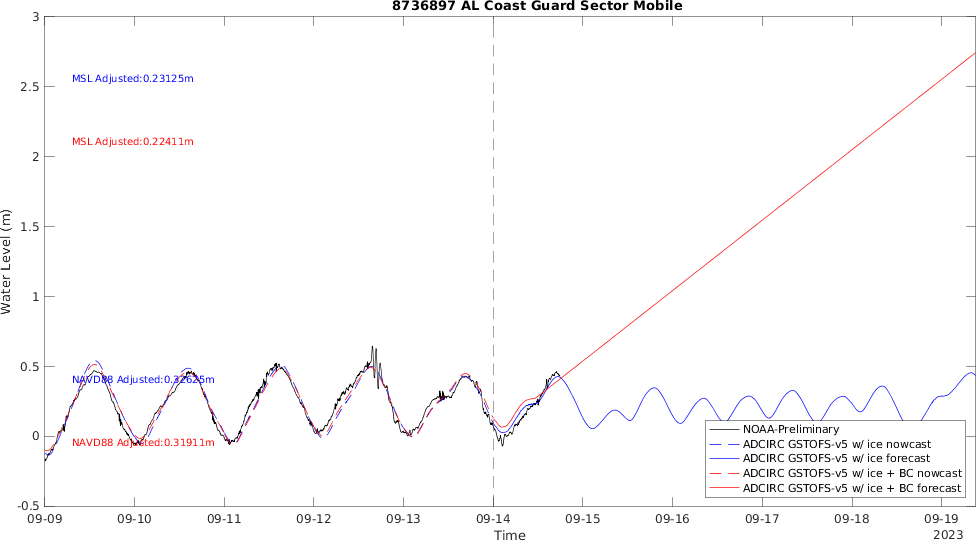 8736897 AL Coast Guard Sector Mobile
3
2.5
2
1.5
1
0.5
0
-0.5
Water Level (m)
MSL Adjusted:0.23125m
MSL Adjusted:0.22411m
NAVD88 Adjusted:0.32625m
NAVD88 Adjusted:0.31911m
NOAA-Preliminary
ADCIRC GSTOFS-v5 w/ ice nowcast
ADCIRC GSTOFS-v5 w/ ice forecast
ADCIRC GSTOFS-v5 w/ ice + BC nowcast
ADCIRC GSTOFS-v5 w/ ice + BC forecast
09-09 09-10 09-11 09-12 09-13 09-14 09-15 09-16 09-17 09-18 09-19
Time
2023